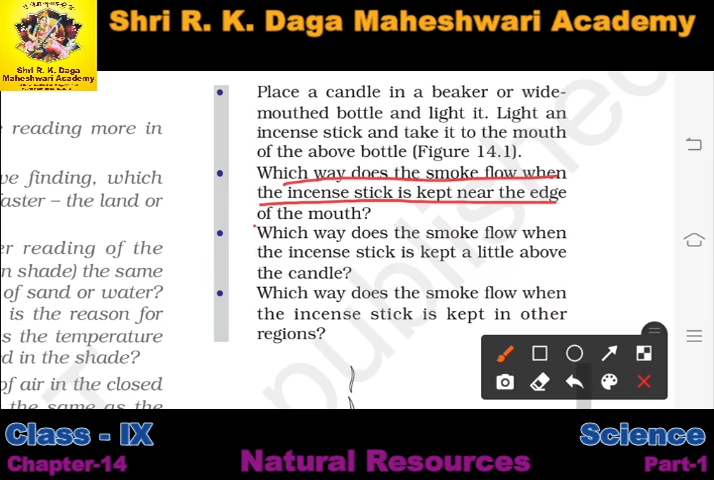 Shri R. K. Daga Maheshwari Academy
Shri R. K. Daga
Maheshwari Academy
e reading more in
ve finding, which
faster – the land or
er reading of the
n shade) the same
of sand or water?
is the reason for
s the temperature
d in the shade?
of air in the closed
the same as the
• Place a candle in a beaker or wide-
mouthed bottle and light it. Light an
incense stick and take it to the mouth
of the above bottle (Figure 14.1).
• Which way does the smoke flow when
the incense stick is kept near the edge
of the mouth?
• Which way does the smoke flow when
the incense stick is kept a little above
the candle?
• Which way does the smoke flow when
the incense stick is kept in other
regions?
Class - IX
Science
Chapter-14
Natural Resources
Part-1